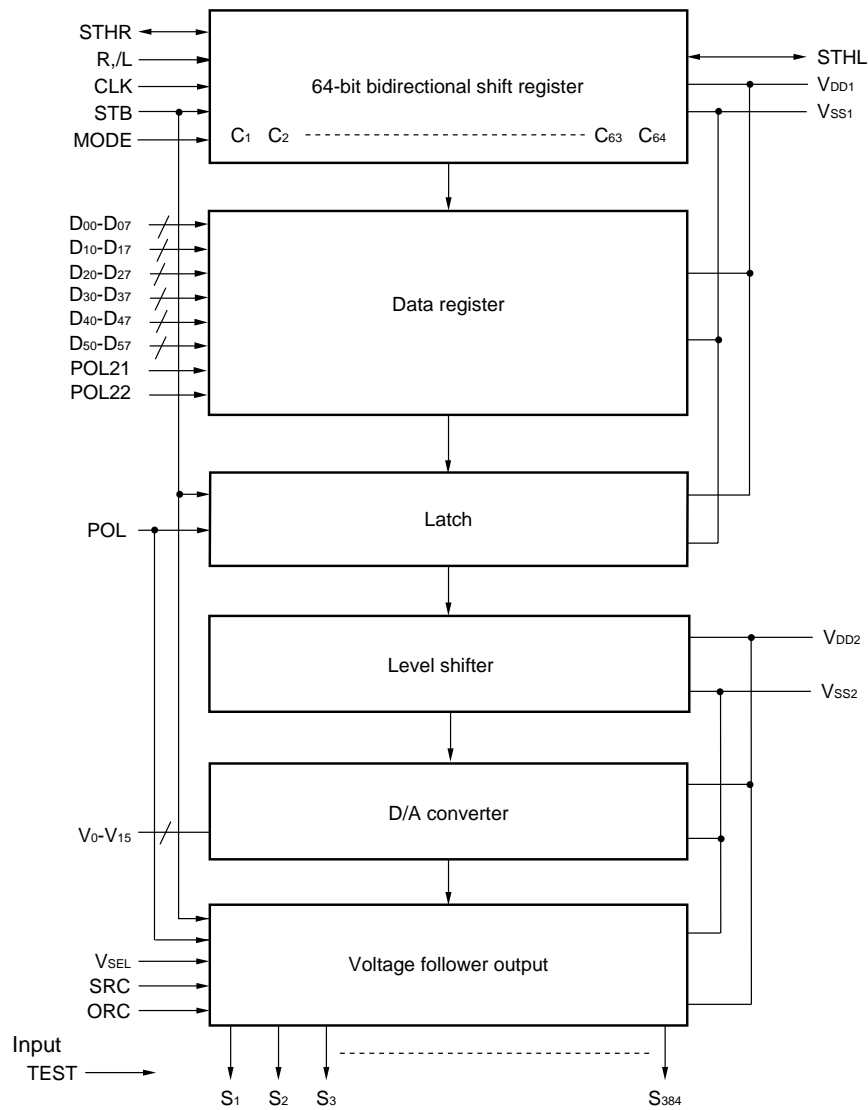 STHR
R,/L
CLK
STB
MODE
64-bit bidirectional shift register
C1 C2 C63 C64
STHL
VDD1
VSS1
D00-D07
D10-D17
D20-D27
D30-D37
D40-D47
D50-D57
POL21
POL22
Data register
POL
Latch
Level shifter
VDD2
VSS2
V0-V15
D/A converter
VSEL
SRC
ORC
Voltage follower output
Input
TEST
S1 S2 S3 S384